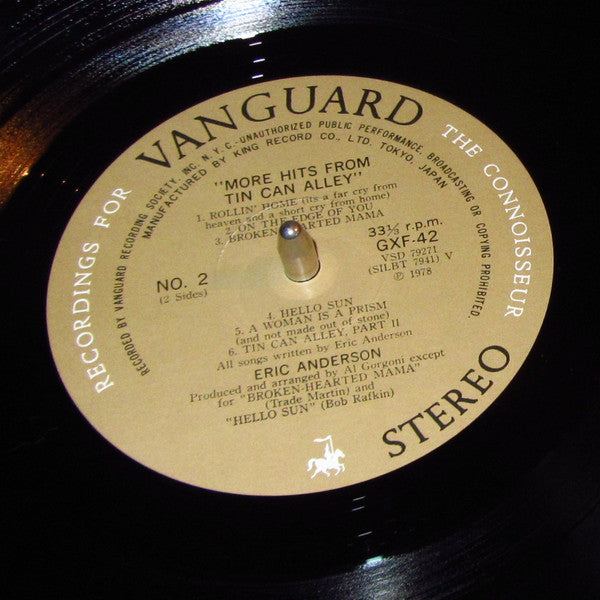 VANGUARD
RECORDINGS FOR THE CONNOISSEUR
STEREO
RECORDED BY VANGUARD RECORDING SOCIETY, INC. N.Y.C.-UNAUTHORIZED PUBLIC PERFORMANCE, BROADCASTING OR COPYING PROHIBITED.
MANUFACTURED BY KING RECORD CO., LTD. TOKYO, JAPAN
"MORE HITS FROM
TIN CAN ALLEY"
1. ROLLIN' HOME (its a far cry from
heaven and a short cry from home)
2. ON THE EDGE OF YOU
3. BROKEN-HEARTED MAMA
NO. 2
(2 Sides)
33⅓ r.p.m.
GXF-42
VSD 79271
(SILBT 7941) V
Ⓟ 1978
4. HELLO SUN
5. A WOMAN IS A PRISM
(and not made out of stone)
6. TIN CAN ALLEY, PART II
All songs written by Eric Anderson
ERIC ANDERSON
Produced and arranged by Al Gorgoni except
for "BROKEN-HEARTED MAMA"
(Trade Martin) and
"HELLO SUN" (Bob Rafkin)